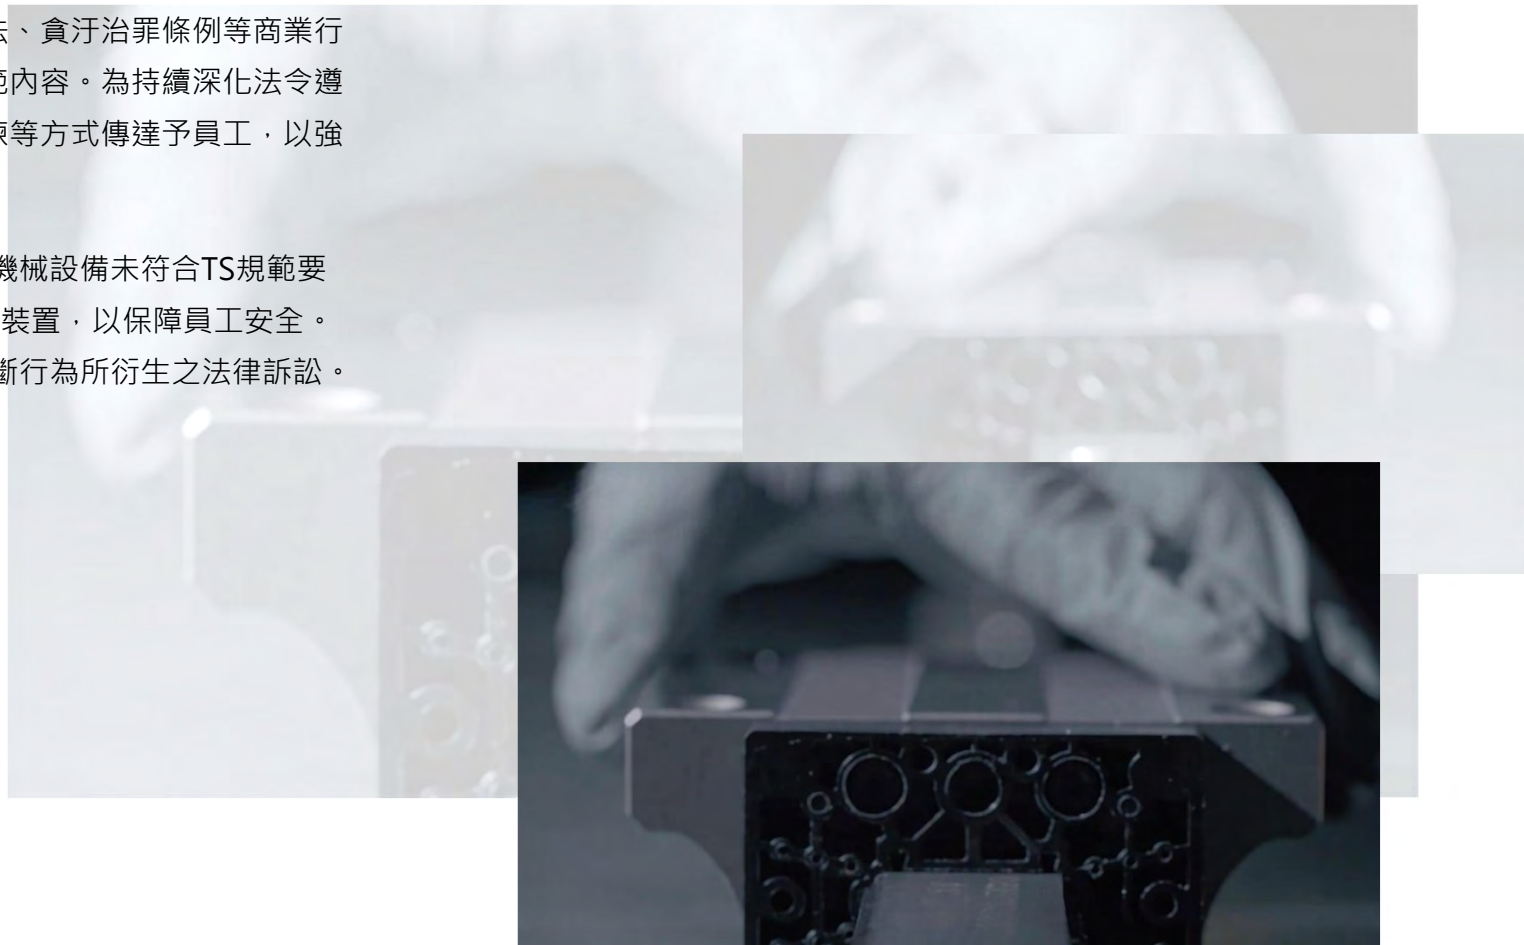 、貪汙治罪條例等商業行
內容。為持續深化法令遵
等方式傳達予員工，以強
機械設備未符合TS規範要
裝置，以保障員工安全。
斷行為所衍生之法律訴訟。